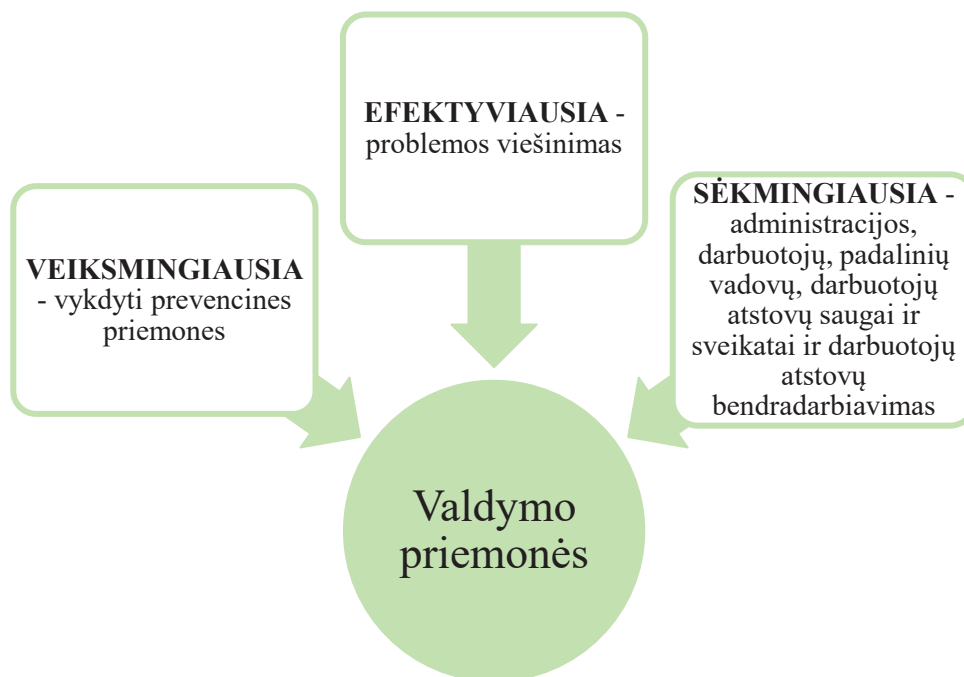 VEIKSMINGIAUSIA
- vykdyti prevencines
priemones
EFEKTYVIAUSIA -
problemos viešinimas
SĖKMINGIAUSIA -
administracijos,
darbuotojų, padalinių
vadovų, darbuotojų
atstovų saugai ir
sveikatai ir darbuotojų
atstovų
bendradarbiavimas
Valdymo
priemonės